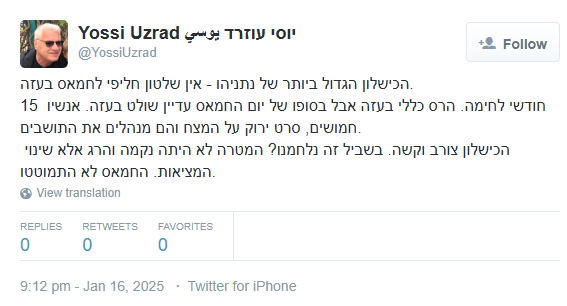 Yossi Uzrad يوسي יוסי עוזרד
@YossiUzrad
Follow
הכישלון הגדול ביותר של נתניהו - אין שלטון חליפי לחמאס בעזה.
15 חודשי לחימה. הרס כללי בעזה אבל בסופו של יום החמאס עדיין שולט בעזה. אנשיו
חמושים, סרט ירוק על המצח והם מנהלים את התושבים.
הכישלון צורב וקשה. בשביל זה נלחמנו? המטרה לא היתה נקמה והרג אלא שינוי
המציאות. החמאס לא התמוטטו.
View translation
REPLIES RETWEETS FAVORITES
0 0 0
9:12 pm - Jan 16, 2025 · Twitter for iPhone